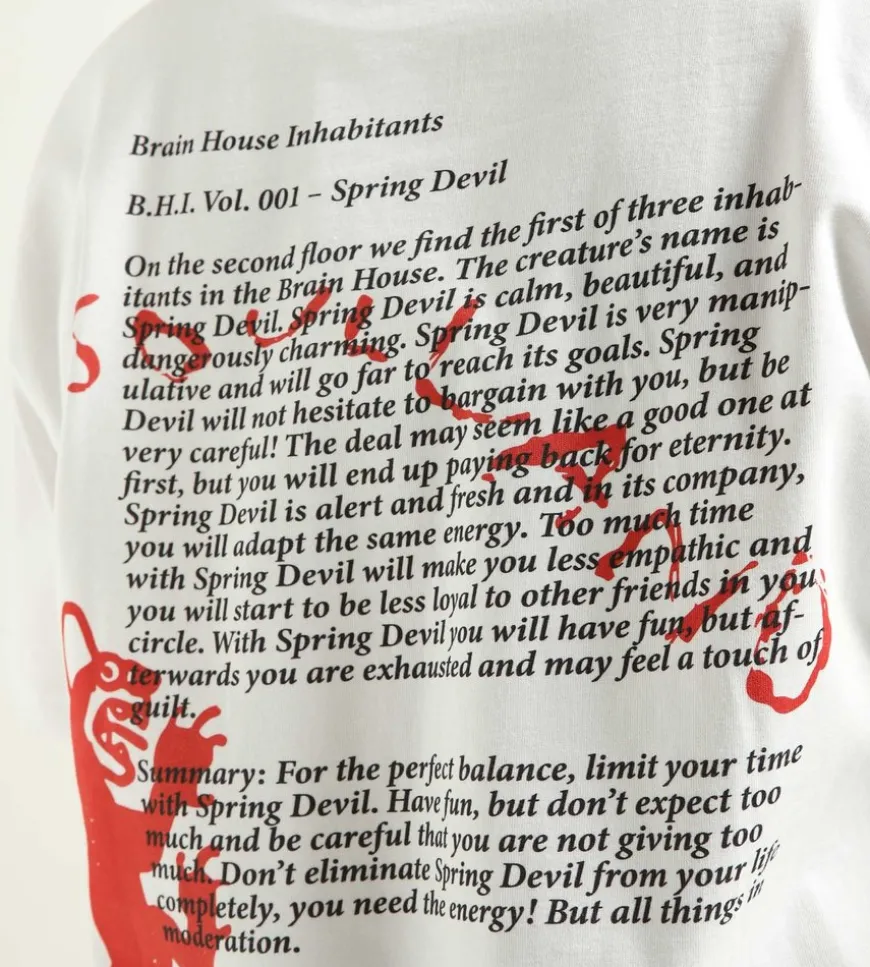 Brain House Inhabitants
B.H.I. Vol. 001 – Spring Devil
On the second floor we find the first of three inhab-
itants in the Brain House. The creature's name is
Spring Devil. Spring Devil is calm, beautiful, and
dangerously charming. Spring Devil is very manip-
ulative and will go far to reach its goals. Spring
Devil will not hesitate to bargain with you, but be
very careful! The deal may seem like a good one at
first, but you will end up paying back for eternity.
Spring Devil is alert and fresh and in its company,
you will adapt the same energy. Too much time
with Spring Devil will make you less empathic and
you will start to be less loyal to other friends in you
circle. With Spring Devil you will have fun, but af-
terwards you are exhausted and may feel a touch of
guilt.
Summary: For the perfect balance, limit your time
with Spring Devil. Have fun, but don't expect too
much and be careful that you are not giving too
much. Don't eliminate Spring Devil from your life
completely, you need the energy! But all things in
moderation.